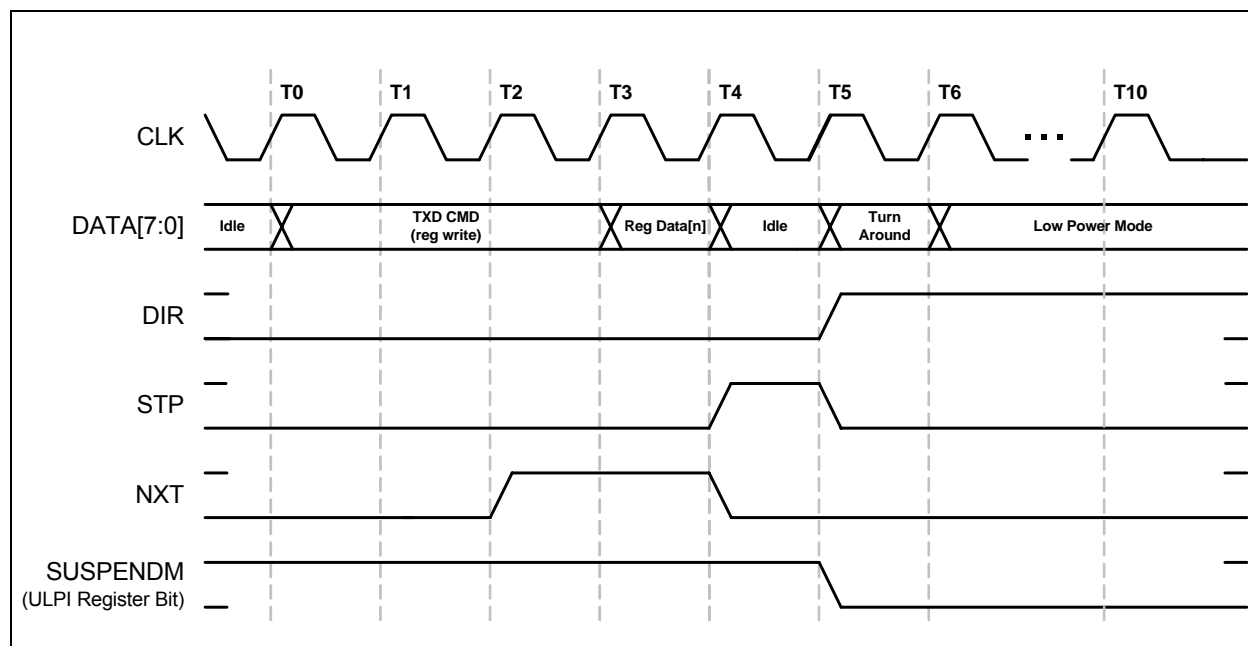 T0 T1 T2 T3 T4 T5 T6 T10
CLK
...
DATA[7:0]
Idle
TXD CMD
(reg write)
Reg Data[n]
Idle
Turn
Around
Low Power Mode
DIR
STP
NXT
SUSPENDM
(ULPI Register Bit)